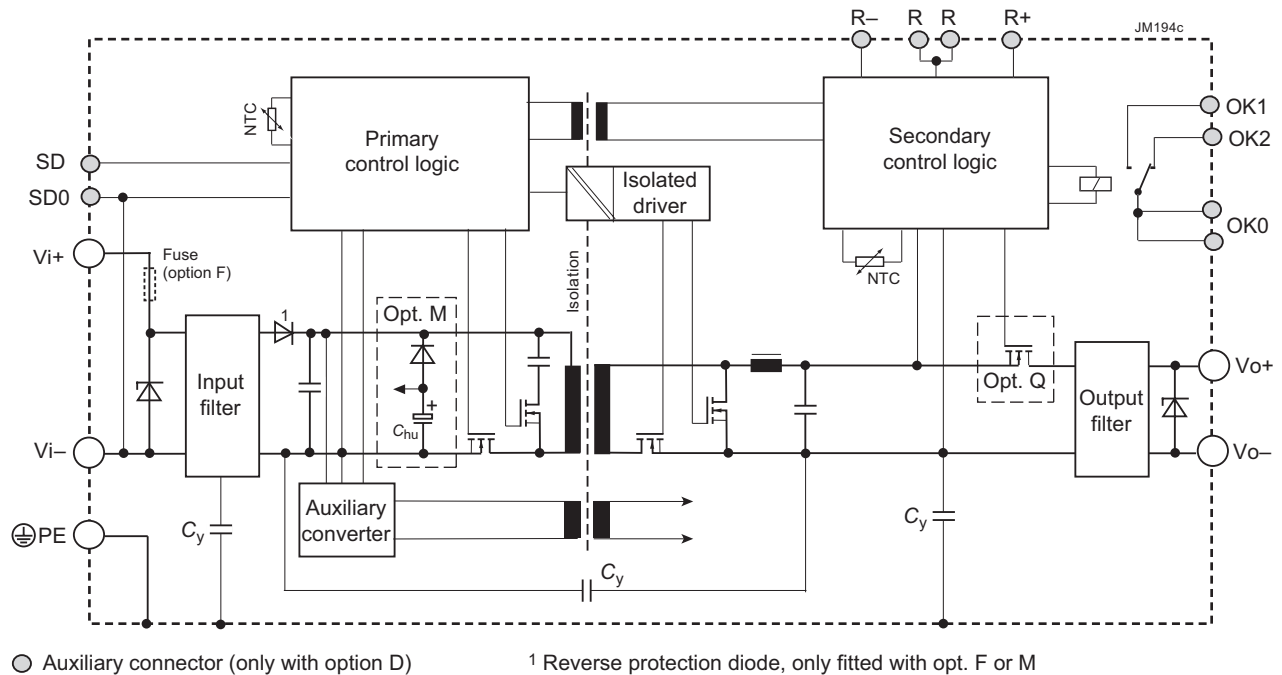 R–
R
R
R+
JM194c
OK1
OK2
OK0
NTC
Primary
control logic
Secondary
control logic
SD
SD0
Isolated
driver
Vi+
Fuse
(option F)
NTC
Isolation
1
Opt. M
Input
filter
+
Chu
Opt. Q
Output
filter
Vo+
Vi–
Vo–
Auxiliary
converter
PE
Cy
Cy
Cy
Auxiliary connector (only with option D)
1 Reverse protection diode, only fitted with opt. F or M